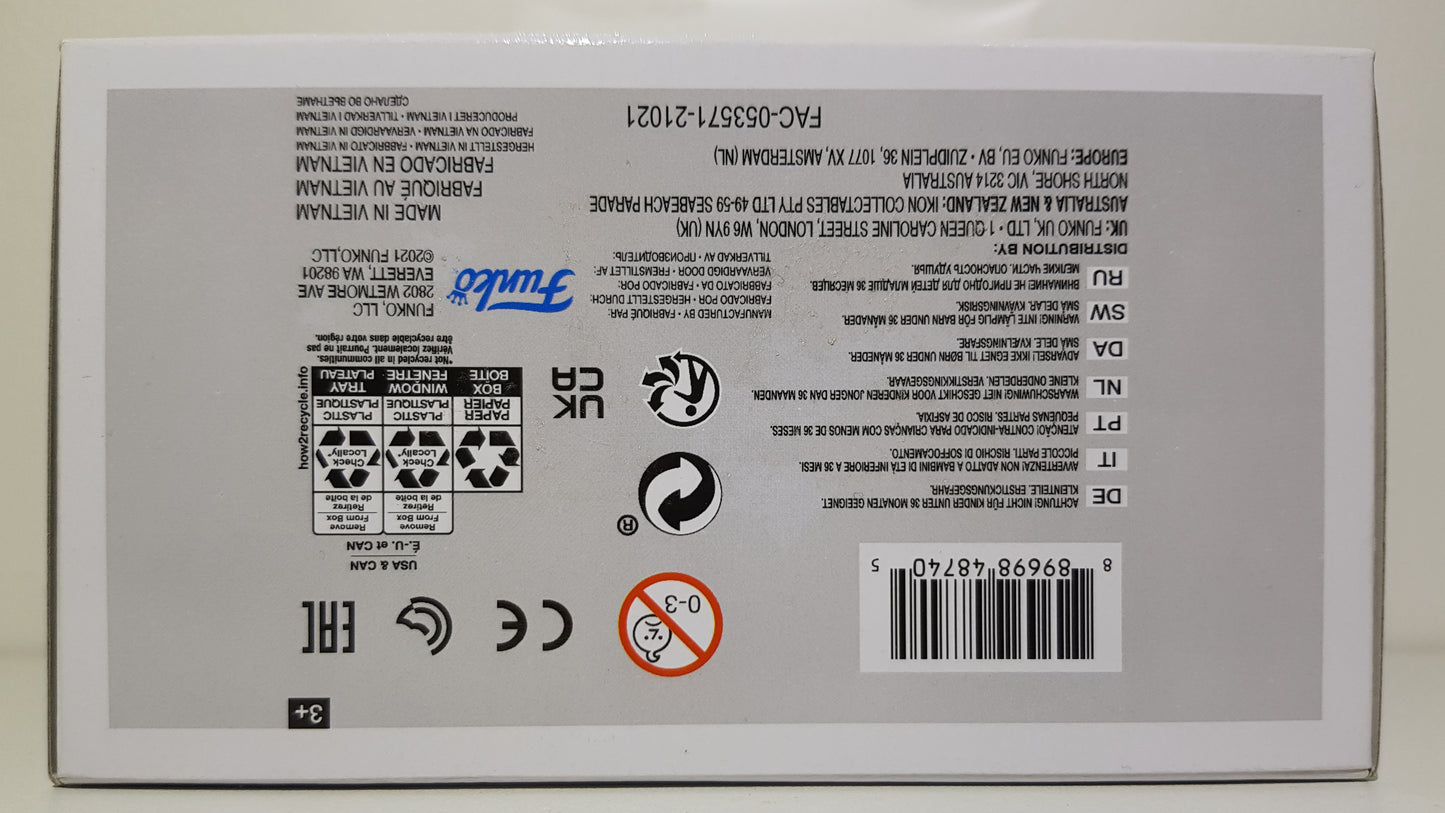 3+
8 89698 48740 5
0-3
CE
EAC
USA & CAN
É.-U. et CAN
Remove
From Box
Retirez
de la boîte
Remove
From Box
Retirez
de la boîte
Check
Locally*
Check
Locally*
PAPER
PAPIER
BOX
BOÎTE
PLASTIC
PLASTIQUE
WINDOW
FENÊTRE
PLASTIC
PLASTIQUE
TRAY
PLATEAU
how2recycle.info
*Not recycled in all communities.
Vérifiez localement. Pourrait ne pas
être recyclable dans votre région.
®
UK
CA
DE
ACHTUNG! NICHT FÜR KINDER UNTER 36 MONATEN GEEIGNET.
KLEINTEILE. ERSTICKUNGSGEFAHR.
IT
AVVERTENZA! NON ADATTO A BAMBINI DI ETÀ INFERIORE A 36 MESI.
PICCOLE PARTI. RISCHIO DI SOFFOCAMENTO.
PT
ATENÇÃO! CONTRA-INDICADO PARA CRIANÇAS COM MENOS DE 36 MESES.
PEQUENAS PARTES. RISCO DE ASFIXIA.
NL
WAARSCHUWING! NIET GESCHIKT VOOR KINDEREN JONGER DAN 36 MAANDEN.
KLEINE ONDERDELEN. VERSTIKKINGSGEVAAR.
DA
ADVARSEL! IKKE EGNET TIL BØRN UNDER 36 MÅNEDER.
SMÅ DELE. KVÆLNINGSFARE.
SW
VARNING! INTE LÄMPLIG FÖR BARN UNDER 36 MÅNADER.
SMÅ DELAR. KVÄVNINGSRISK.
RU
ВНИМАНИЕ! НЕ ПРИГОДНО ДЛЯ ДЕТЕЙ МЛАДШЕ 36 МЕСЯЦЕВ.
МЕЛКИЕ ЧАСТИ. ОПАСНОСТЬ УДУШЬЯ.
MANUFACTURED BY • FABRIQUÉ PAR:
FABRICADO POR • HERGESTELLT DURCH:
FABBRICATO DA • FABRICADO POR:
VERVAARDIGD DOOR • FREMSTILLET AF:
TILLVERKAD AV • ПРОИЗВОДИТЕЛЬ:
Funko
FUNKO, LLC
2802 WETMORE AVE
EVERETT, WA 98201
©2021 FUNKO,LLC
DISTRIBUTION BY:
UK: FUNKO UK, LTD • 1 QUEEN CAROLINE STREET, LONDON, W6 9YN (UK)
AUSTRALIA & NEW ZEALAND: IKON COLLECTABLES PTY LTD 49-59 SEABEACH PARADE
NORTH SHORE, VIC 3214 AUSTRALIA
EUROPE: FUNKO EU, BV • ZUIDPLEIN 36, 1077 XV, AMSTERDAM (NL)
FAC-053571-21021
MADE IN VIETNAM
FABRIQUÉ AU VIETNAM
FABRICADO EN VIETNAM
HERGESTELLT IN VIETNAM • FABBRICATO IN VIETNAM
FABRICADO NA VIETNAM • VERVAARDIGD IN VIETNAM
PRODUCERET I VIETNAM • TILLVERKAD I VIETNAM
СДЕЛАНО ВО ВЬЕТНАМЕ